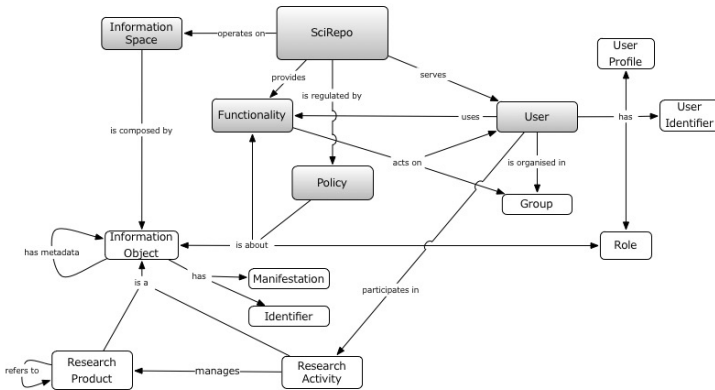 Information
Space
operates on
SciRepo
User
Profile
provides
serves
is regulated by
Functionality
uses
User
has
User
Identifier
is composed by
acts on
is organised in
Policy
Group
Information
Object
has metadata
is about
Role
has
Manifestation
is a
Identifier
participates in
Research
Product
refers to
manages
Research
Activity